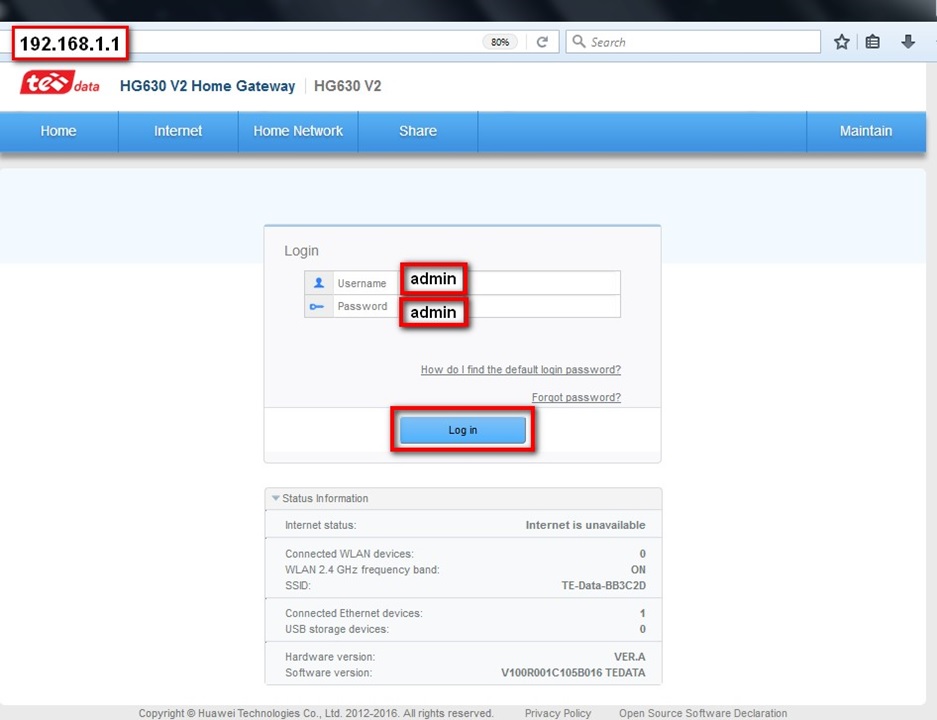 192.168.1.1
80%
Search
te data HG630 V2 Home Gateway HG630 V2
Home Internet Home Network Share Maintain
Login
Username admin
Password admin
How do I find the default login password?
Forgot password?
Log in
Status Information
Internet status: Internet is unavailable
Connected WLAN devices: 0
WLAN 2.4 GHz frequency band: ON
SSID: TE-Data-BB3C2D
Connected Ethernet devices: 1
USB storage devices: 0
Hardware version: VER.A
Software version: V100R001C105B016 TEDATA
Copyright © Huawei Technologies Co., Ltd. 2012-2016. All rights reserved. Privacy Policy Open Source Software Declaration